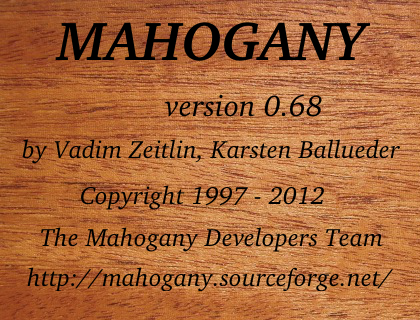 MAHOGANY
version 0.68
by Vadim Zeitlin, Karsten Ballueder
Copyright 1997 - 2012
The Mahogany Developers Team
http://mahogany.sourceforge.net/